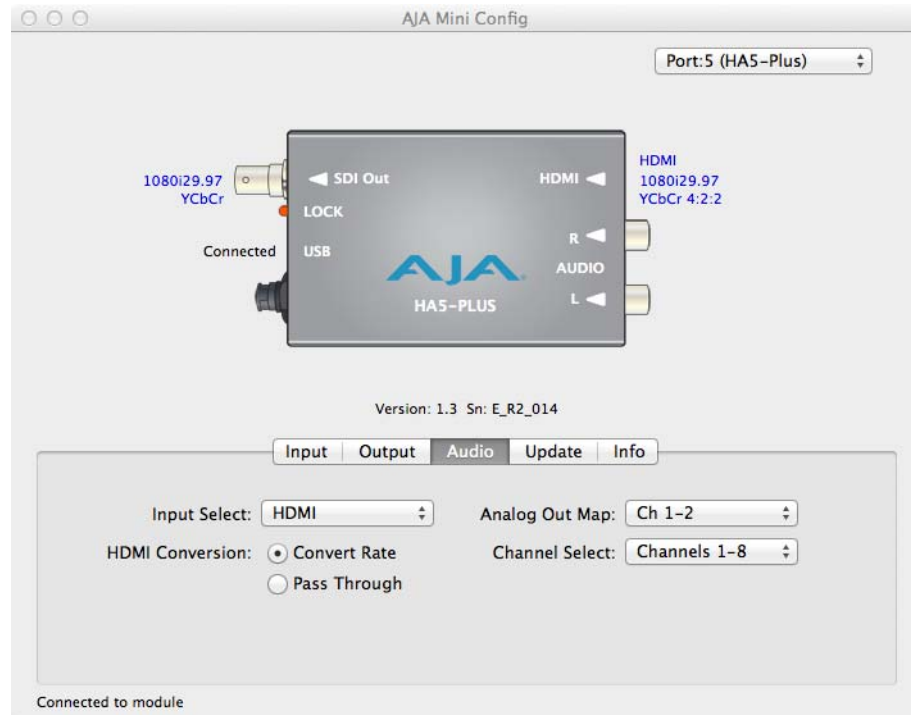 AJA Mini Config
Port:5 (HA5-Plus)
1080i29.97
YCbCr
Connected
SDI Out
LOCK
USB
HDMI
R
AUDIO
L
AJA
HA5-PLUS
HDMI
1080i29.97
YCbCr 4:2:2
Version: 1.3 Sn: E_R2_014
Input Output Audio Update Info
Input Select: HDMI
Analog Out Map: Ch 1-2
HDMI Conversion: Convert Rate
Channel Select: Channels 1-8
Pass Through
Connected to module